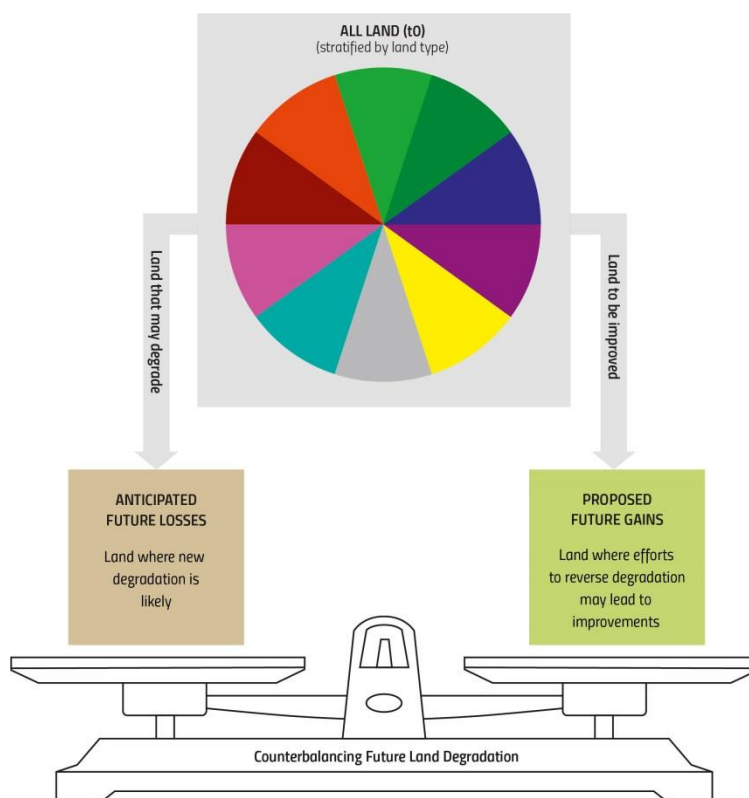 ALL LAND (t0)
(stratified by land type)
Land that may degrade
Land to be improved
ANTICIPATED
FUTURE LOSSES
Land where new
degradation is
likely
PROPOSED
FUTURE GAINS
Land where efforts
to reverse degradation
may lead to
improvements
Counterbalancing Future Land Degradation